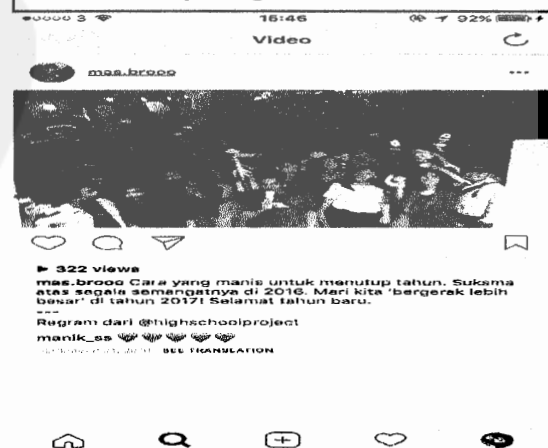 3 16:46 92%
Video
mas.brooo
322 views
mas.brooo Cara yang manis untuk menutup tahun. Suksma
atas segala semangatnya di 2016. Mari kita 'bergerak lebih
besar' di tahun 2017! Selamat tahun baru.
---
Regram dari @highschoolproject
manik_ss
SEE TRANSLATION